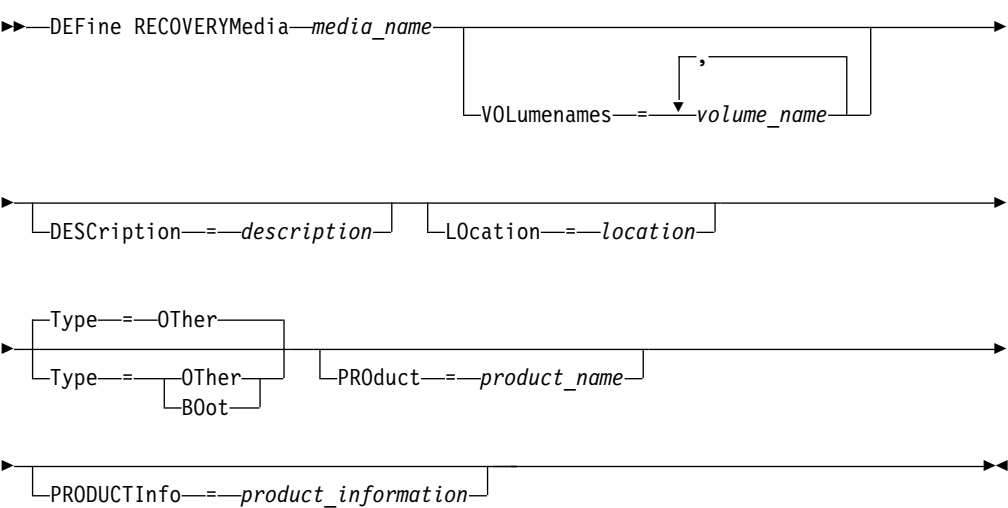 DEFine RECOVERYMedia media_name
,
VOLumenames = volume_name
DESCription = description LOcation = location
Type = OTher
Type = OTher PROduct = product_name
BOot
PRODUCTInfo = product_information